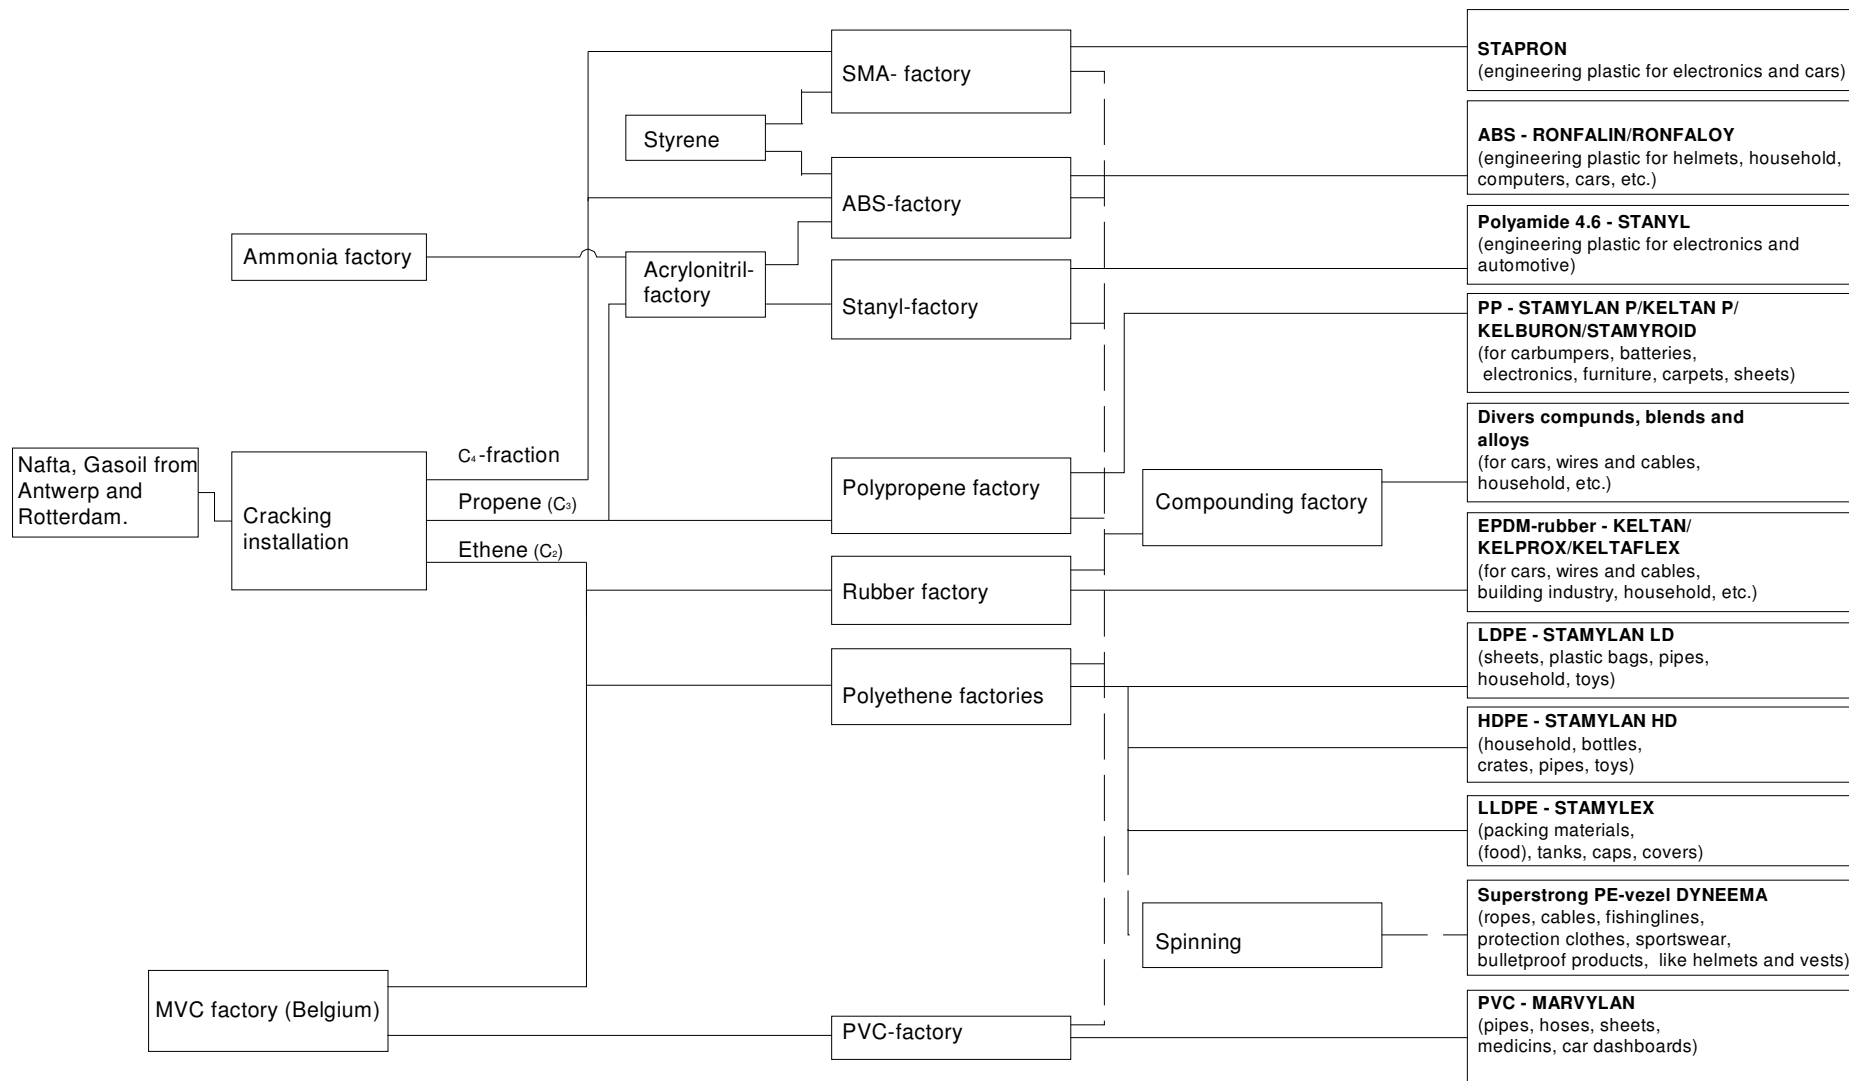 Nafta, Gasoil from
Antwerp and
Rotterdam.
Cracking
installation
C₄-fraction
Propene (C₃)
Ethene (C₂)
Ammonia factory
MVC factory (Belgium)
Styrene
Acrylonitril-
factory
SMA- factory
ABS-factory
Stanyl-factory
Polypropene factory
Rubber factory
Polyethene factories
PVC-factory
Compounding factory
Spinning
STAPRON
(engineering plastic for electronics and cars)
ABS - RONFALIN/RONFALOY
(engineering plastic for helmets, household,
computers, cars, etc.)
Polyamide 4.6 - STANYL
(engineering plastic for electronics and
automotive)
PP - STAMYLAN P/KELTAN P/
KELBURON/STAMYROID
(for carbumpers, batteries,
electronics, furniture, carpets, sheets)
Divers compunds, blends and
alloys
(for cars, wires and cables,
household, etc.)
EPDM-rubber - KELTAN/
KELPROX/KELTAFLEX
(for cars, wires and cables,
building industry, household, etc.)
LDPE - STAMYLAN LD
(sheets, plastic bags, pipes,
household, toys)
HDPE - STAMYLAN HD
(household, bottles,
crates, pipes, toys)
LLDPE - STAMYLEX
(packing materials,
(food), tanks, caps, covers)
Superstrong PE-vezel DYNEEMA
(ropes, cables, fishinglines,
protection clothes, sportswear,
bulletproof products, like helmets and vests)
PVC - MARVYLAN
(pipes, hoses, sheets,
medicins, car dashboards)